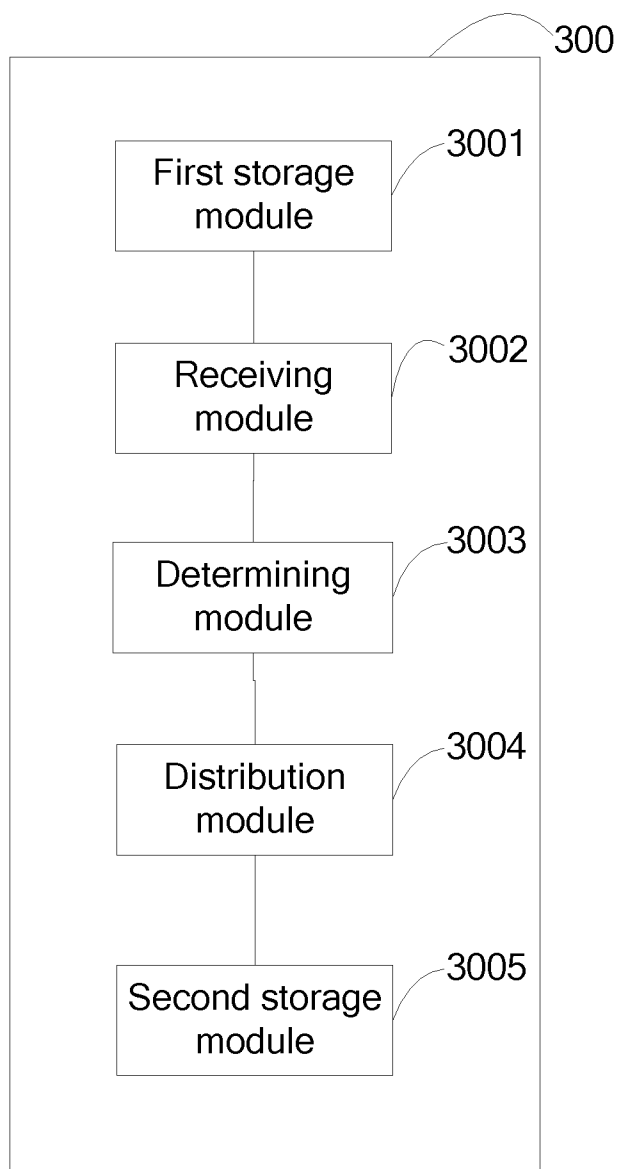 300
First storage
module
3001
Receiving
module
3002
Determining
module
3003
Distribution
module
3004
Second storage
module
3005